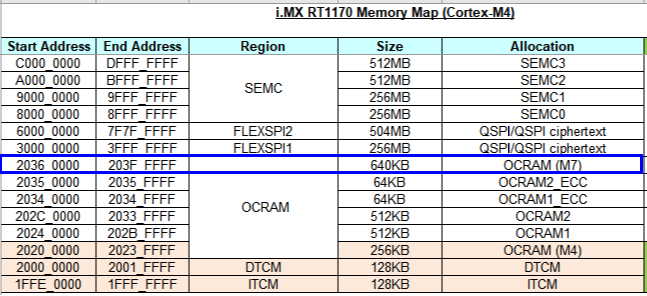 i.MX RT1170 Memory Map (Cortex-M4)
Start Address End Address Region Size Allocation
C000_0000 DFFF_FFFF SEMC 512MB SEMC3
A000_0000 BFFF_FFFF 512MB SEMC2
9000_0000 9FFF_FFFF 256MB SEMC1
8000_0000 8FFF_FFFF 256MB SEMC0
6000_0000 7F7F_FFFF FLEXSPI2 504MB QSPI/QSPI ciphertext
3000_0000 3FFF_FFFF FLEXSPI1 256MB QSPI/QSPI ciphertext
2036_0000 203F_FFFF OCRAM 640KB OCRAM (M7)
2035_0000 2035_FFFF 64KB OCRAM2_ECC
2034_0000 2034_FFFF 64KB OCRAM1_ECC
202C_0000 2033_FFFF 512KB OCRAM2
2024_0000 202B_FFFF 512KB OCRAM1
2020_0000 2023_FFFF 256KB OCRAM (M4)
2000_0000 2001_FFFF DTCM 128KB DTCM
1FFE_0000 1FFF_FFFF ITCM 128KB ITCM